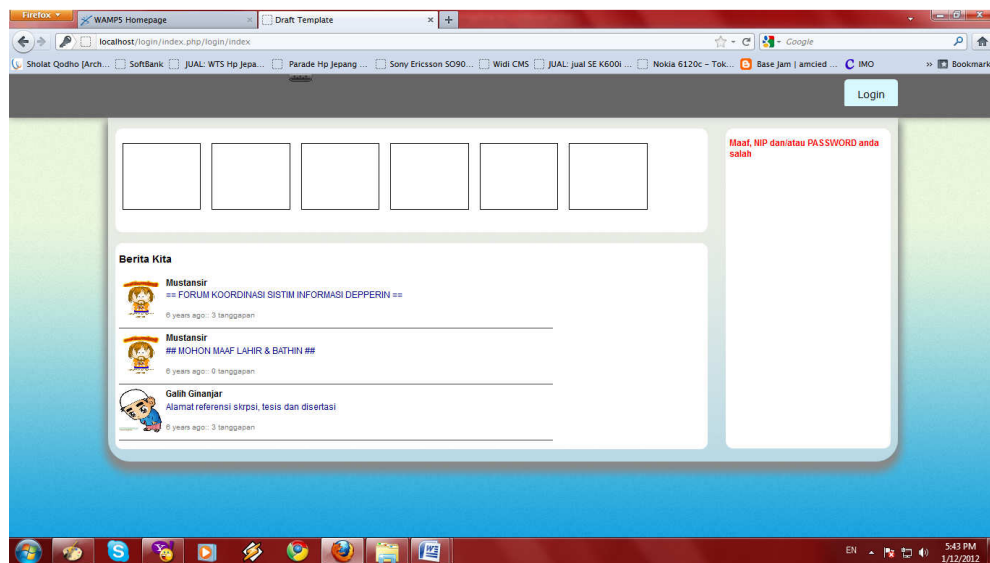 Firefox
WAMP5 Homepage
Draft Template
localhost/login/index.php/login/index
Google
Sholat Qodho [Arch...
SoftBank
JUAL: WTS Hp Jepa...
Parade Hp Jepang ...
Sony Ericsson SO90...
Widi CMS
JUAL: jual SE K600i ...
Nokia 6120c - Tok...
Base Jam | amcied ...
IMO
Bookmark
Login
Maaf, NIP dan/atau PASSWORD anda
salah
Berita Kita
Mustansir
== FORUM KOORDINASI SISTIM INFORMASI DEPPERIN ==
6 years ago:: 3 tanggapan
Mustansir
## MOHON MAAF LAHIR & BATHIN ##
6 years ago:: 0 tanggapan
Galih Ginanjar
Alamat referensi skrpsi, tesis dan disertasi
6 years ago:: 3 tanggapan
EN
5:43 PM
1/12/2012